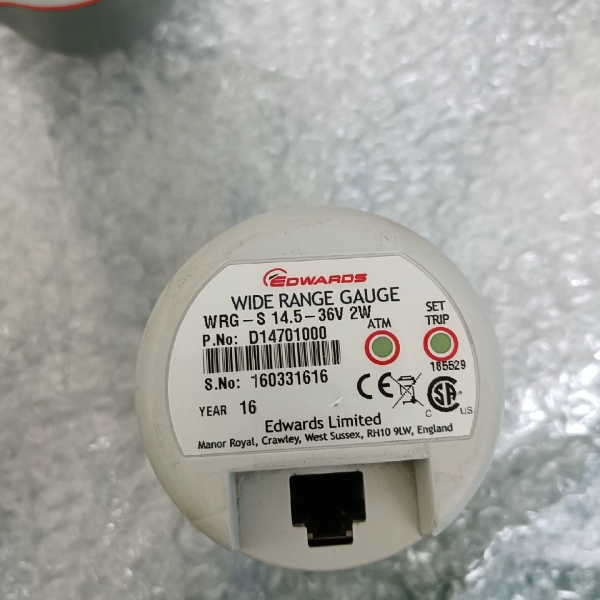 EDWARDS
WIDE RANGE GAUGE
WRG-S 14.5-36V 2W
P.No: D14701000
ATM
SET
TRIP
185529
S.No: 160331616
CE
SA
C US
YEAR 16
Edwards Limited
Manor Royal, Crawley, West Sussex, RH10 9LW, England